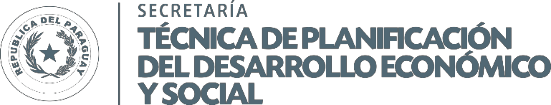 REPUBLICA DEL PARAGUAY
SECRETARÍA
TÉCNICA DE PLANIFICACIÓN
DEL DESARROLLO ECONÓMICO
Y SOCIAL